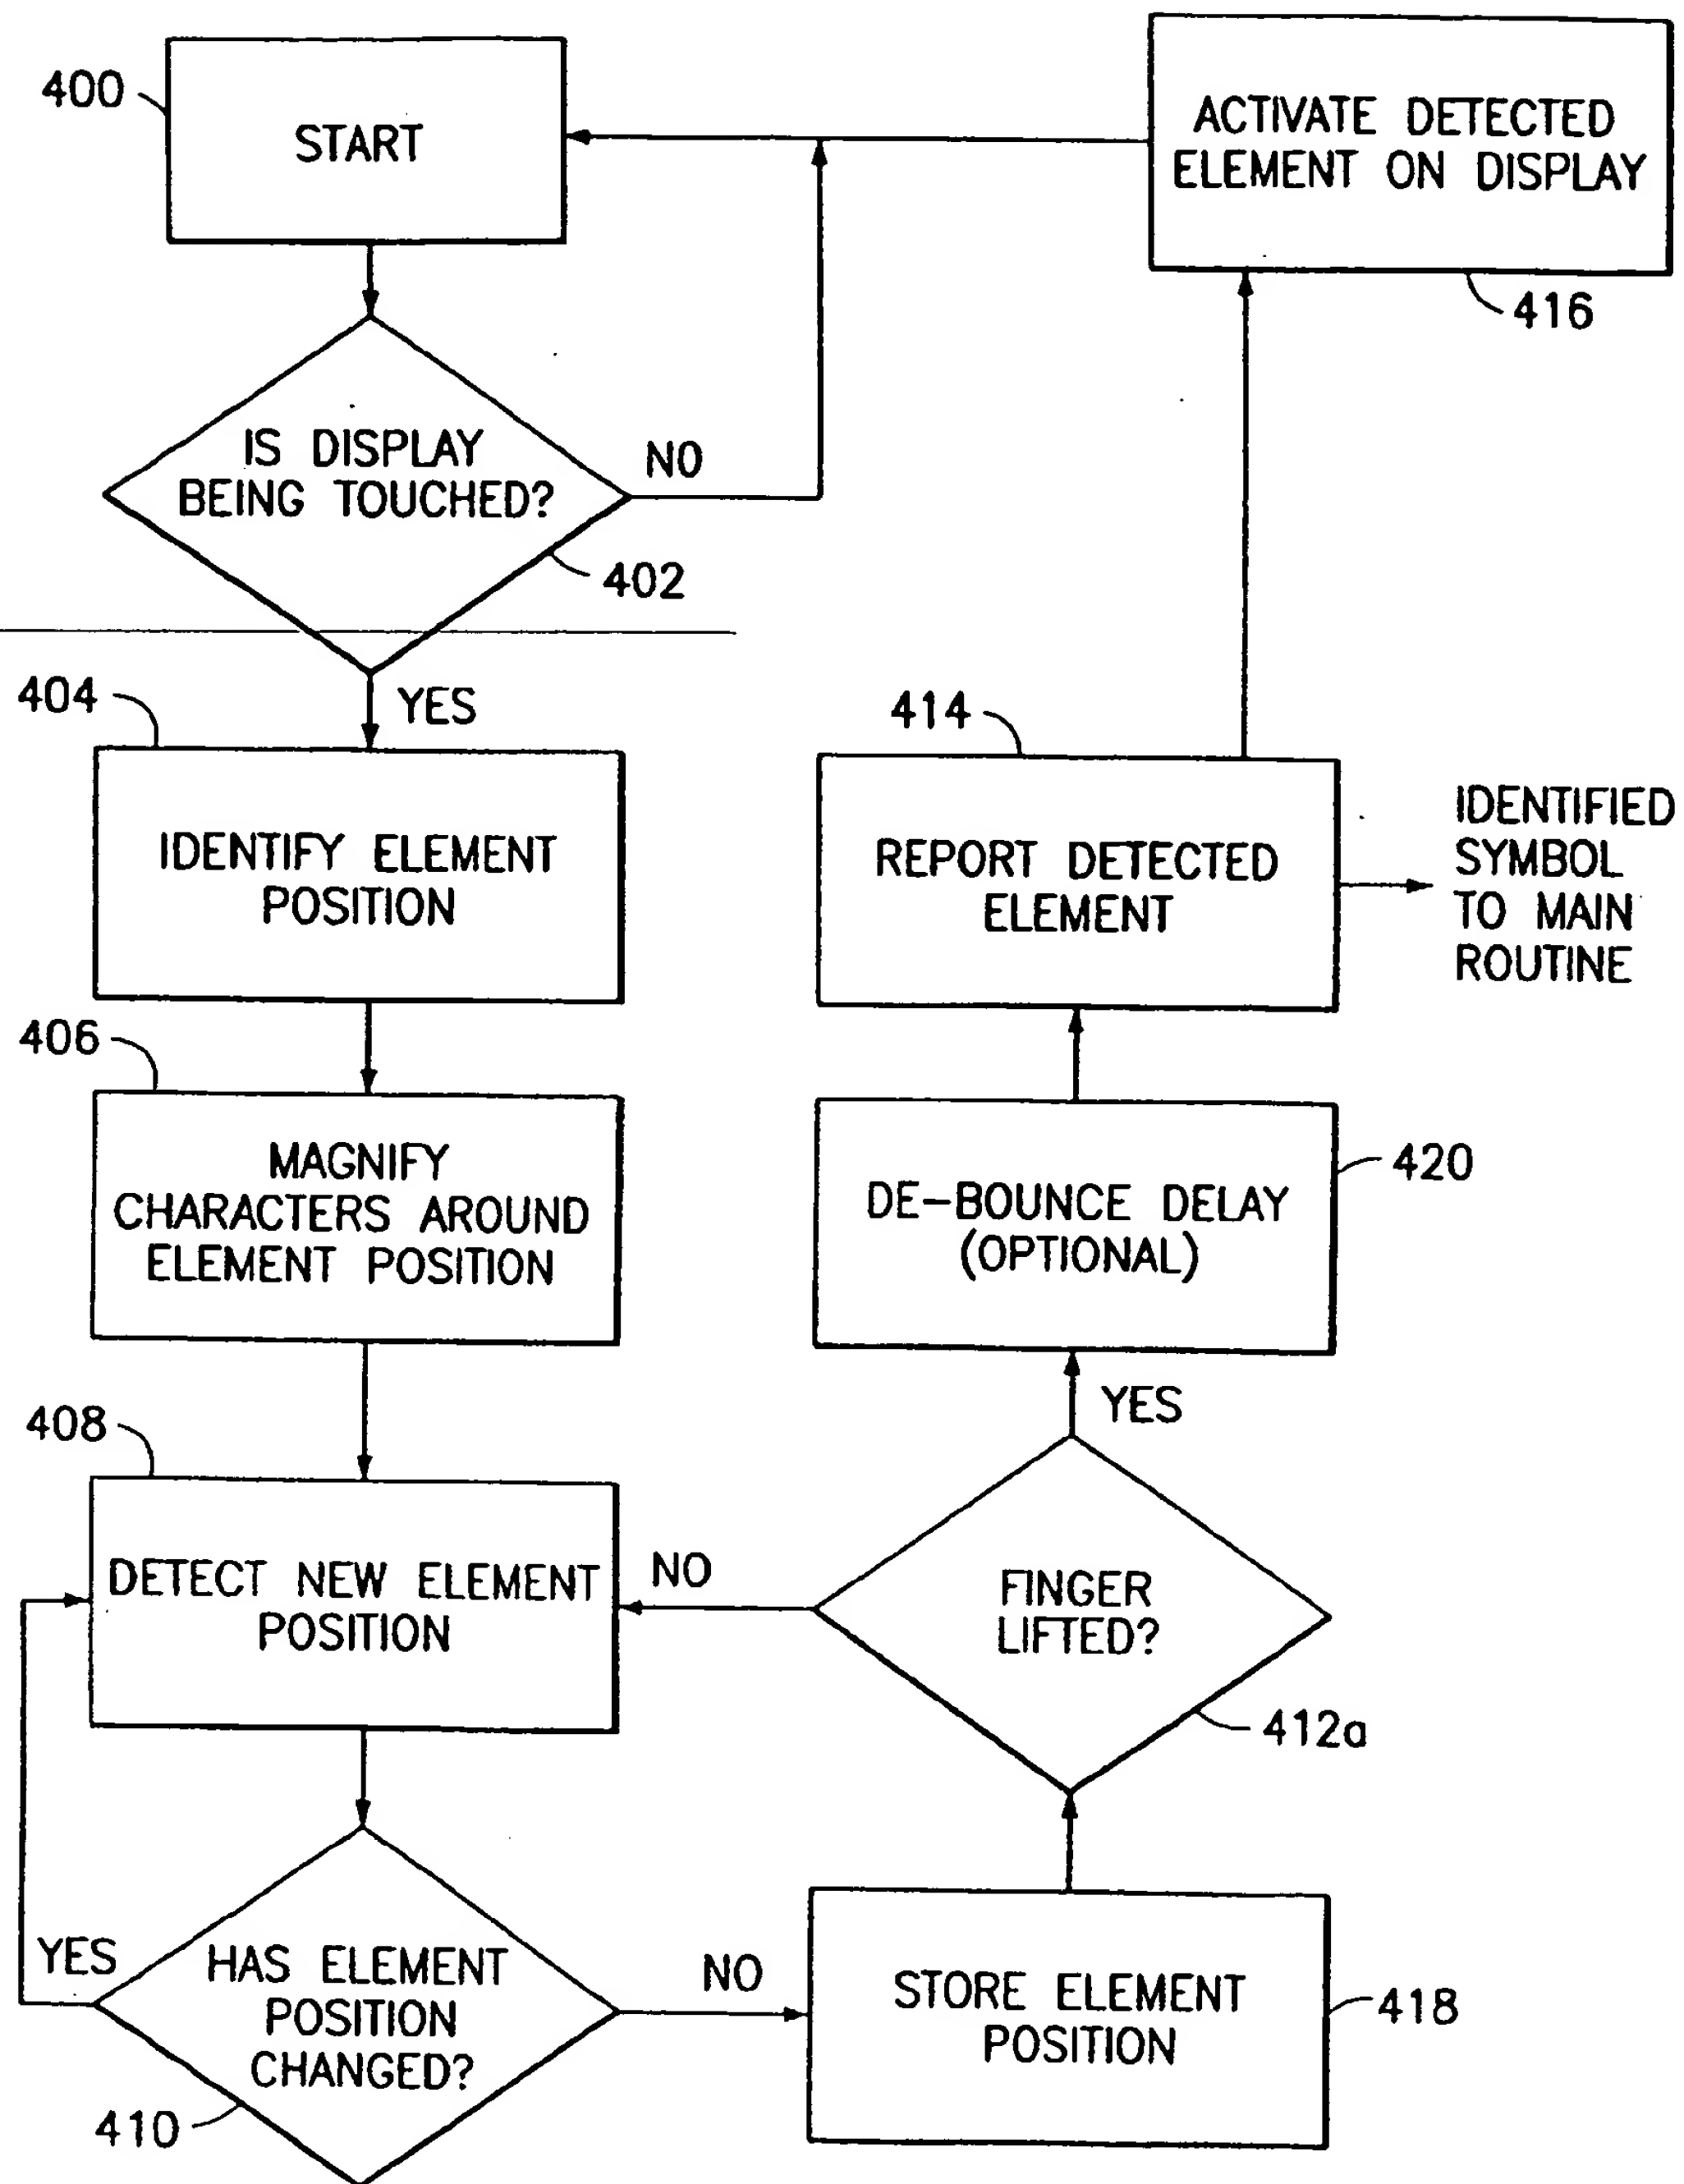 400
START
ACTIVATE DETECTED
ELEMENT ON DISPLAY
416
IS DISPLAY
BEING TOUCHED?
NO
402
YES
404
IDENTIFY ELEMENT
POSITION
414
REPORT DETECTED
ELEMENT
IDENTIFIED
SYMBOL
TO MAIN
ROUTINE
406
MAGNIFY
CHARACTERS AROUND
ELEMENT POSITION
DE-BOUNCE DELAY
(OPTIONAL)
420
YES
408
DETECT NEW ELEMENT
POSITION
NO
FINGER
LIFTED?
412a
YES
HAS ELEMENT
POSITION
CHANGED?
410
NO
STORE ELEMENT
POSITION
418